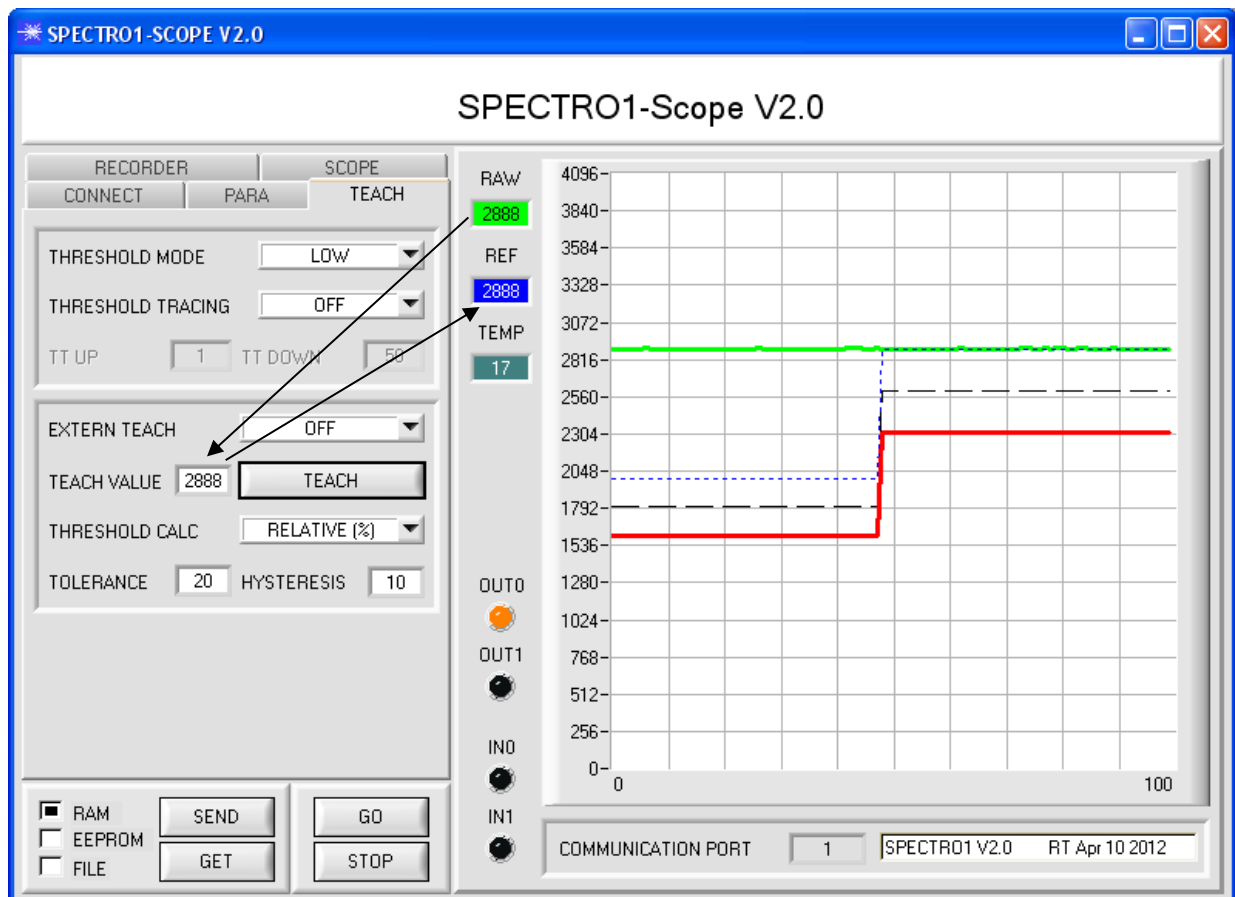 SPECTRO1-SCOPE V2.0
SPECTRO1-Scope V2.0
RECORDER SCOPE
CONNECT PARA TEACH
THRESHOLD MODE LOW
THRESHOLD TRACING OFF
TT UP 1 TT DOWN 50
EXTERN TEACH OFF
TEACH VALUE 2888 TEACH
THRESHOLD CALC RELATIVE (%)
TOLERANCE 20 HYSTERESIS 10
RAM
EEPROM
FILE
SEND
GET
GO
STOP
RAW
2888
REF
2888
TEMP
17
OUT0
OUT1
IN0
IN1
4096
3840
3584
3328
3072
2816
2560
2304
2048
1792
1536
1280
1024
768
512
256
0
0 100
COMMUNICATION PORT 1 SPECTRO1 V2.0 RT Apr 10 2012